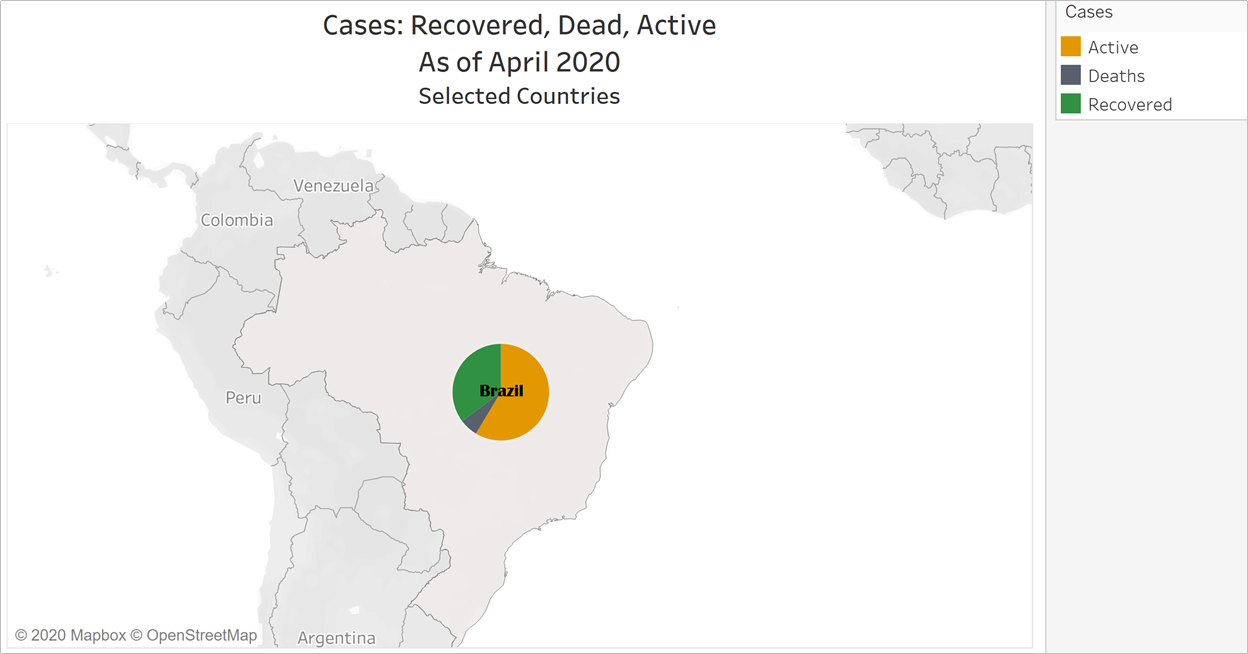 Cases: Recovered, Dead, Active
As of April 2020
Selected Countries
Cases
Active
Deaths
Recovered
Venezuela
Colombia
Brazil
Peru
Argentina
© 2020 Mapbox © OpenStreetMap